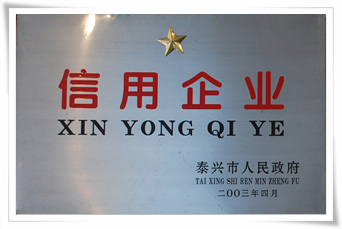 信用企业
XIN YONG QI YE
泰兴市人民政府
TAI XING SHI REN MIN ZHENG FU
二00三年四月